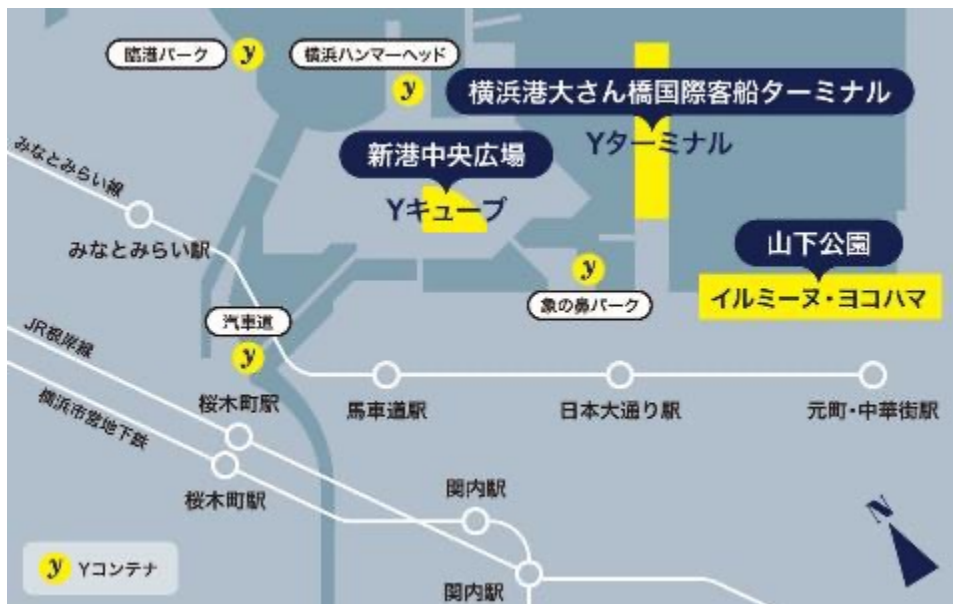 臨港パーク
y
横浜ハンマーヘッド
y
横浜港大さん橋国際客船ターミナル
Yターミナル
新港中央広場
Yキューブ
みなとみらい線
みなとみらい駅
山下公園
イルミーヌ・ヨコハマ
y
象の鼻パーク
汽車道
y
JR根岸線
横浜市営地下鉄
桜木町駅
馬車道駅
日本大通り駅
元町・中華街駅
桜木町駅
関内駅
関内駅
N
y Yコンテナ